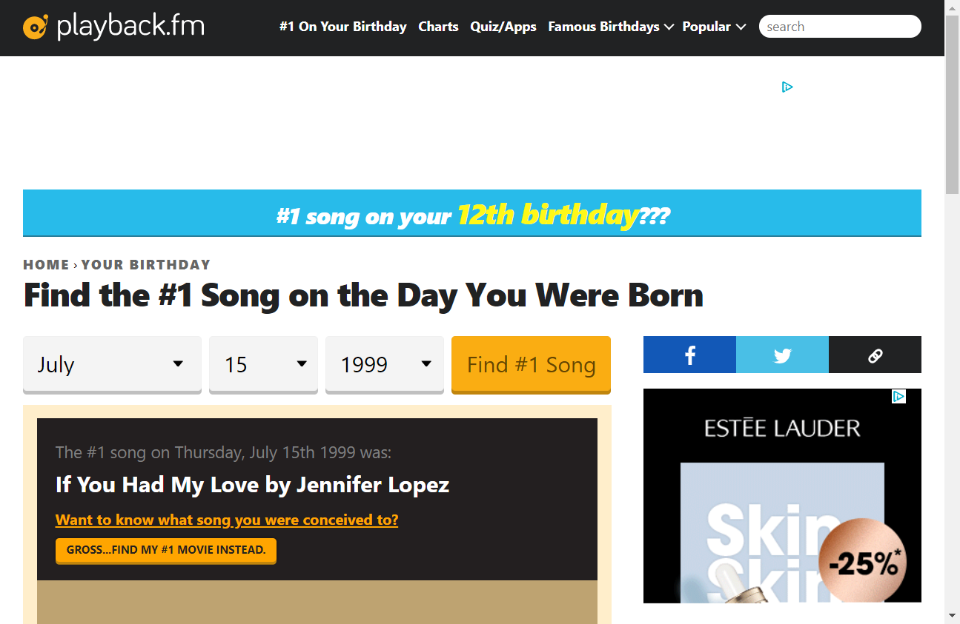 playback.fm
#1 On Your Birthday Charts Quiz/Apps Famous Birthdays Popular search
#1 song on your 12th birthday???
HOME › YOUR BIRTHDAY
Find the #1 Song on the Day You Were Born
July 15 1999 Find #1 Song
The #1 song on Thursday, July 15th 1999 was:
If You Had My Love by Jennifer Lopez
Want to know what song you were conceived to?
GROSS...FIND MY #1 MOVIE INSTEAD.
ESTĒE LAUDER
Skin
Skin
-25%*